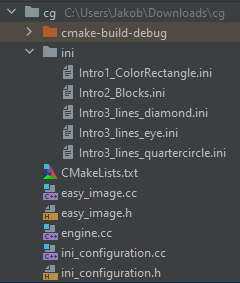 cg C:\Users\Jakob\Downloads\cg
cmake-build-debug
ini
Intro1_ColorRectangle.ini
Intro2_Blocks.ini
Intro3_lines_diamond.ini
Intro3_lines_eye.ini
Intro3_lines_quartercircle.ini
CMakeLists.txt
easy_image.cc
easy_image.h
engine.cc
ini_configuration.cc
ini_configuration.h